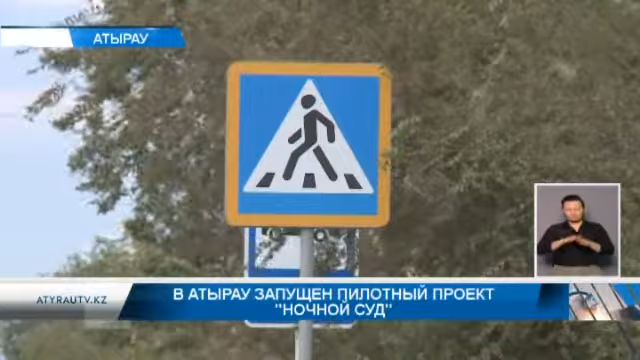 АТЫРАУ
В АТЫРАУ ЗАПУЩЕН ПИЛОТНЫЙ ПРОЕКТ
"НОЧНОЙ СУД"
ATYRAUTV.KZ